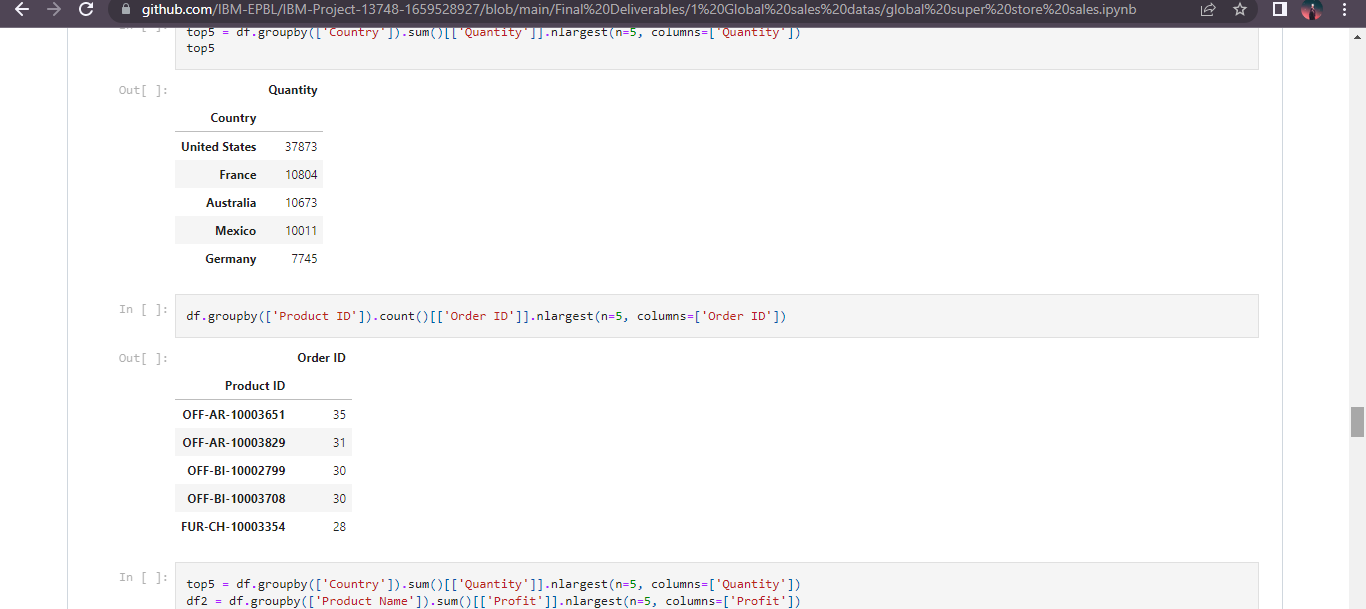 github.com/IBM-EPBL/IBM-Project-13748-1659528927/blob/main/Final%20Deliverables/1%20Global%20sales%20datas/global%20super%20store%20sales.ipynb
In [ ]:
top5 = df.groupby(['Country']).sum()[['Quantity']].nlargest(n=5, columns=['Quantity'])
top5
Out[ ]:
Quantity
Country
United States 37873
France 10804
Australia 10673
Mexico 10011
Germany 7745
In [ ]:
df.groupby(['Product ID']).count()[['Order ID']].nlargest(n=5, columns=['Order ID'])
Out[ ]:
Order ID
Product ID
OFF-AR-10003651 35
OFF-AR-10003829 31
OFF-BI-10002799 30
OFF-BI-10003708 30
FUR-CH-10003354 28
In [ ]:
top5 = df.groupby(['Country']).sum()[['Quantity']].nlargest(n=5, columns=['Quantity'])
df2 = df.groupby(['Product Name']).sum()[['Profit']].nlargest(n=5, columns=['Profit'])